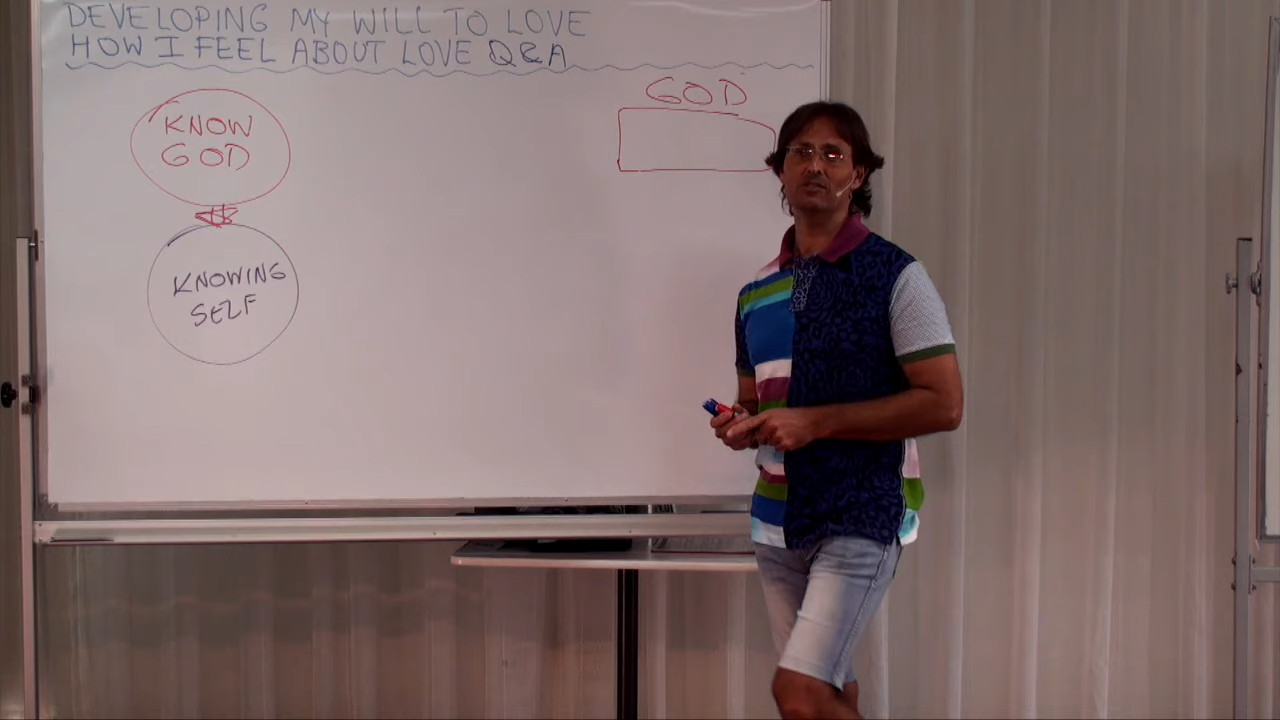 DEVELOPING MY WILL TO LOVE
HOW I FEEL ABOUT LOVE Q&A
KNOW
GOD
GOD
KNOWING
SELF